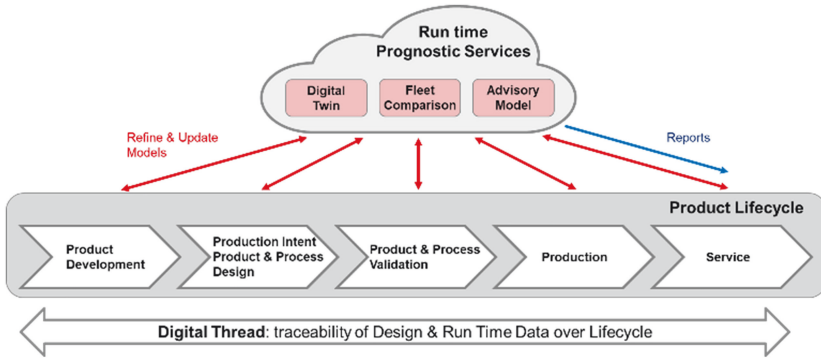 Run time
Prognostic Services
Digital
Twin
Fleet
Comparison
Advisory
Model
Refine & Update
Models
Reports
Product Lifecycle
Product
Development
Production Intent
Product & Process
Design
Product & Process
Validation
Production
Service
Digital Thread: traceability of Design & Run Time Data over Lifecycle